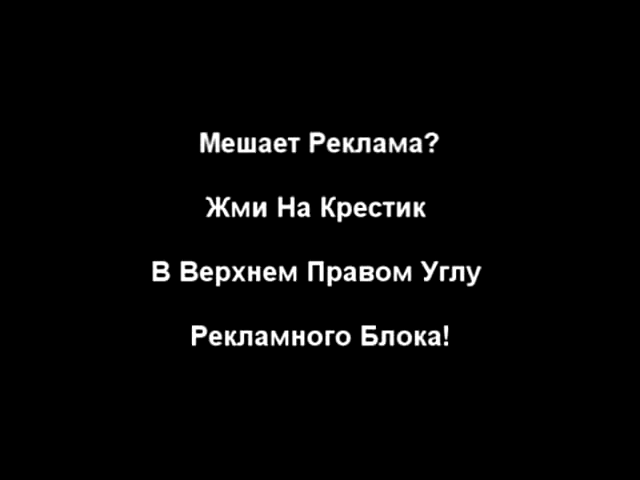 Мешает Реклама?
Жми На Крестик
В Верхнем Правом Углу
Рекламного Блока!